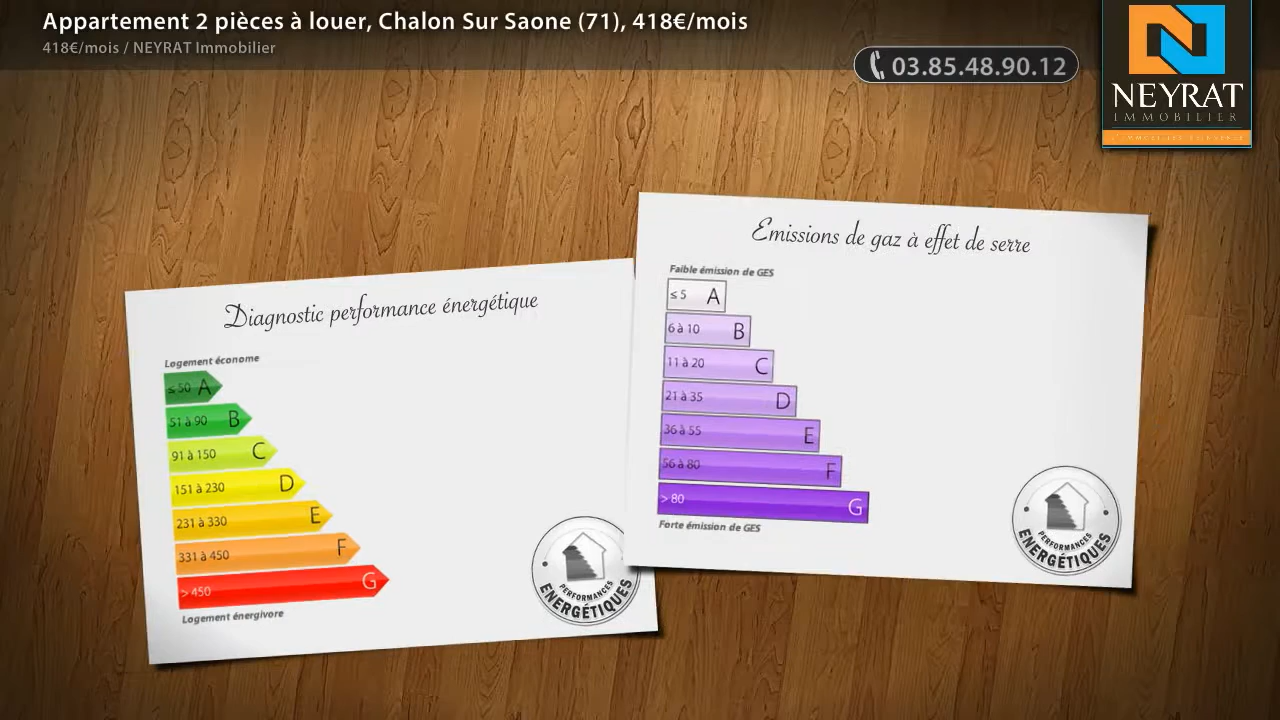 Appartement 2 pièces à louer, Chalon Sur Saone (71), 418€/mois
418€/mois / NEYRAT Immobilier
03.85.48.90.12
NEYRAT
IMMOBILIER
Diagnostic performance énergétique
Logement économe
≤ 50 A
51 à 90 B
91 à 150 C
151 à 230 D
231 à 330 E
331 à 450 F
> 450 G
Logement énergivore
PERFORMANCES
ENERGÉTIQUES
Emissions de gaz à effet de serre
Faible émission de GES
≤ 5 A
6 à 10 B
11 à 20 C
21 à 35 D
36 à 55 E
56 à 80 F
> 80 G
Forte émission de GES
PERFORMANCES
ENERGÉTIQUES